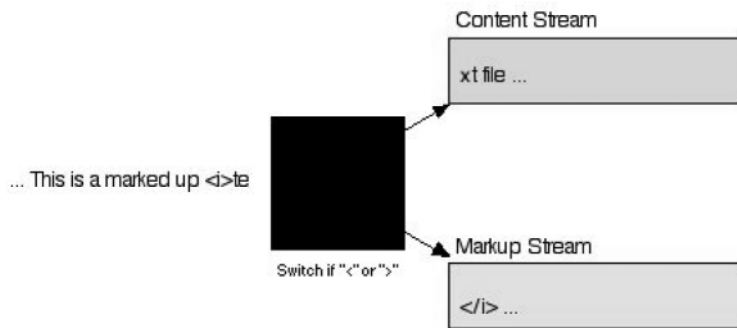 Content Stream
xt file ...
... This is a marked up <i>te
Markup Stream
Switch if "<" or ">"
</i> ...